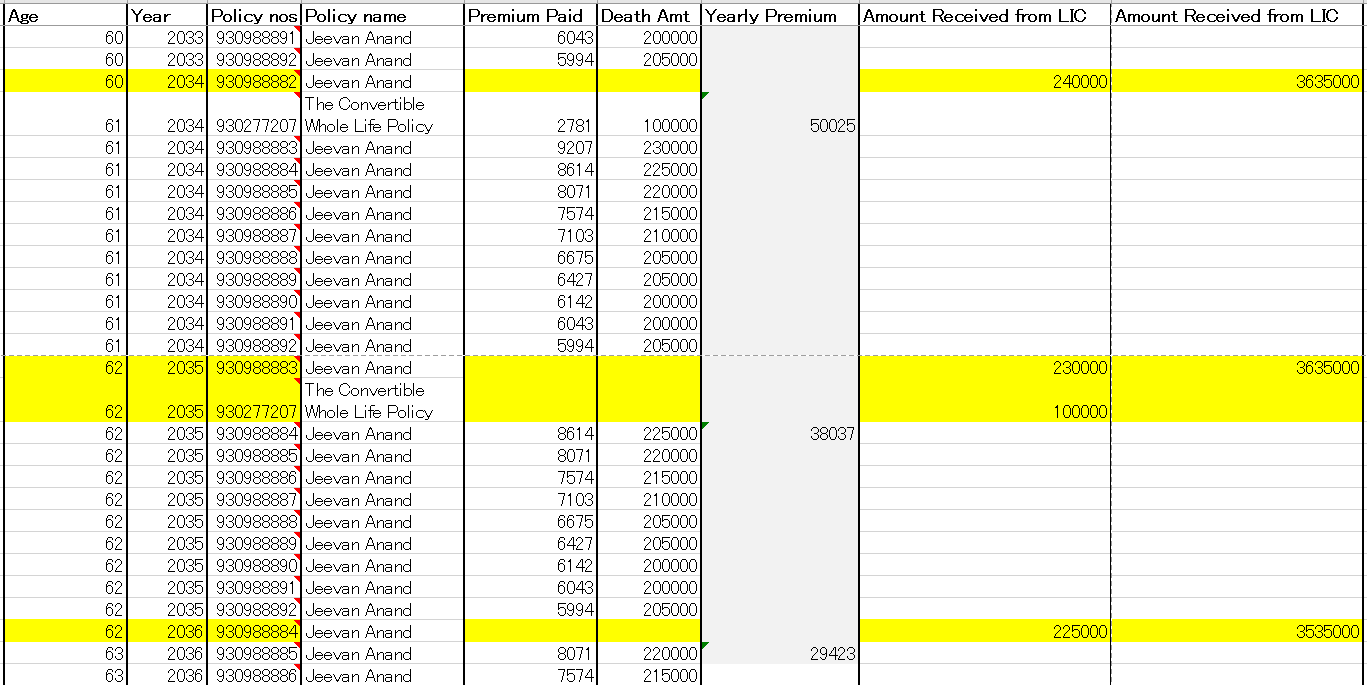 Age Year Policy nos Policy name Premium Paid Death Amt Yearly Premium Amount Received from LIC Amount Received from LIC
60 2033 930988891 Jeevan Anand 6043 200000
60 2033 930988892 Jeevan Anand 5994 205000
60 2034 930988882 Jeevan Anand 240000 3635000
The Convertible
61 2034 930277207 Whole Life Policy 2781 100000 50025
61 2034 930988883 Jeevan Anand 9207 230000
61 2034 930988884 Jeevan Anand 8614 225000
61 2034 930988885 Jeevan Anand 8071 220000
61 2034 930988886 Jeevan Anand 7574 215000
61 2034 930988887 Jeevan Anand 7103 210000
61 2034 930988888 Jeevan Anand 6675 205000
61 2034 930988889 Jeevan Anand 6427 205000
61 2034 930988890 Jeevan Anand 6142 200000
61 2034 930988891 Jeevan Anand 6043 200000
61 2034 930988892 Jeevan Anand 5994 205000
62 2035 930988883 Jeevan Anand 230000 3635000
The Convertible
62 2035 930277207 Whole Life Policy 100000
62 2035 930988884 Jeevan Anand 8614 225000 38037
62 2035 930988885 Jeevan Anand 8071 220000
62 2035 930988886 Jeevan Anand 7574 215000
62 2035 930988887 Jeevan Anand 7103 210000
62 2035 930988888 Jeevan Anand 6675 205000
62 2035 930988889 Jeevan Anand 6427 205000
62 2035 930988890 Jeevan Anand 6142 200000
62 2035 930988891 Jeevan Anand 6043 200000
62 2035 930988892 Jeevan Anand 5994 205000
62 2036 930988884 Jeevan Anand 225000 3535000
63 2036 930988885 Jeevan Anand 8071 220000 29423
63 2036 930988886 Jeevan Anand 7574 215000